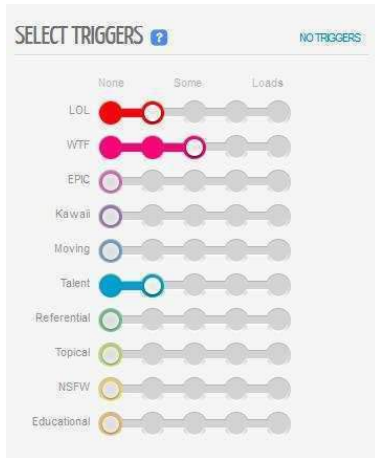 SELECT TRIGGERS ?
NO TRIGGERS
None Some Loads
LOL
WTF
EPIC
Kawaii
Moving
Talent
Referential
Topical
NSFW
Educational